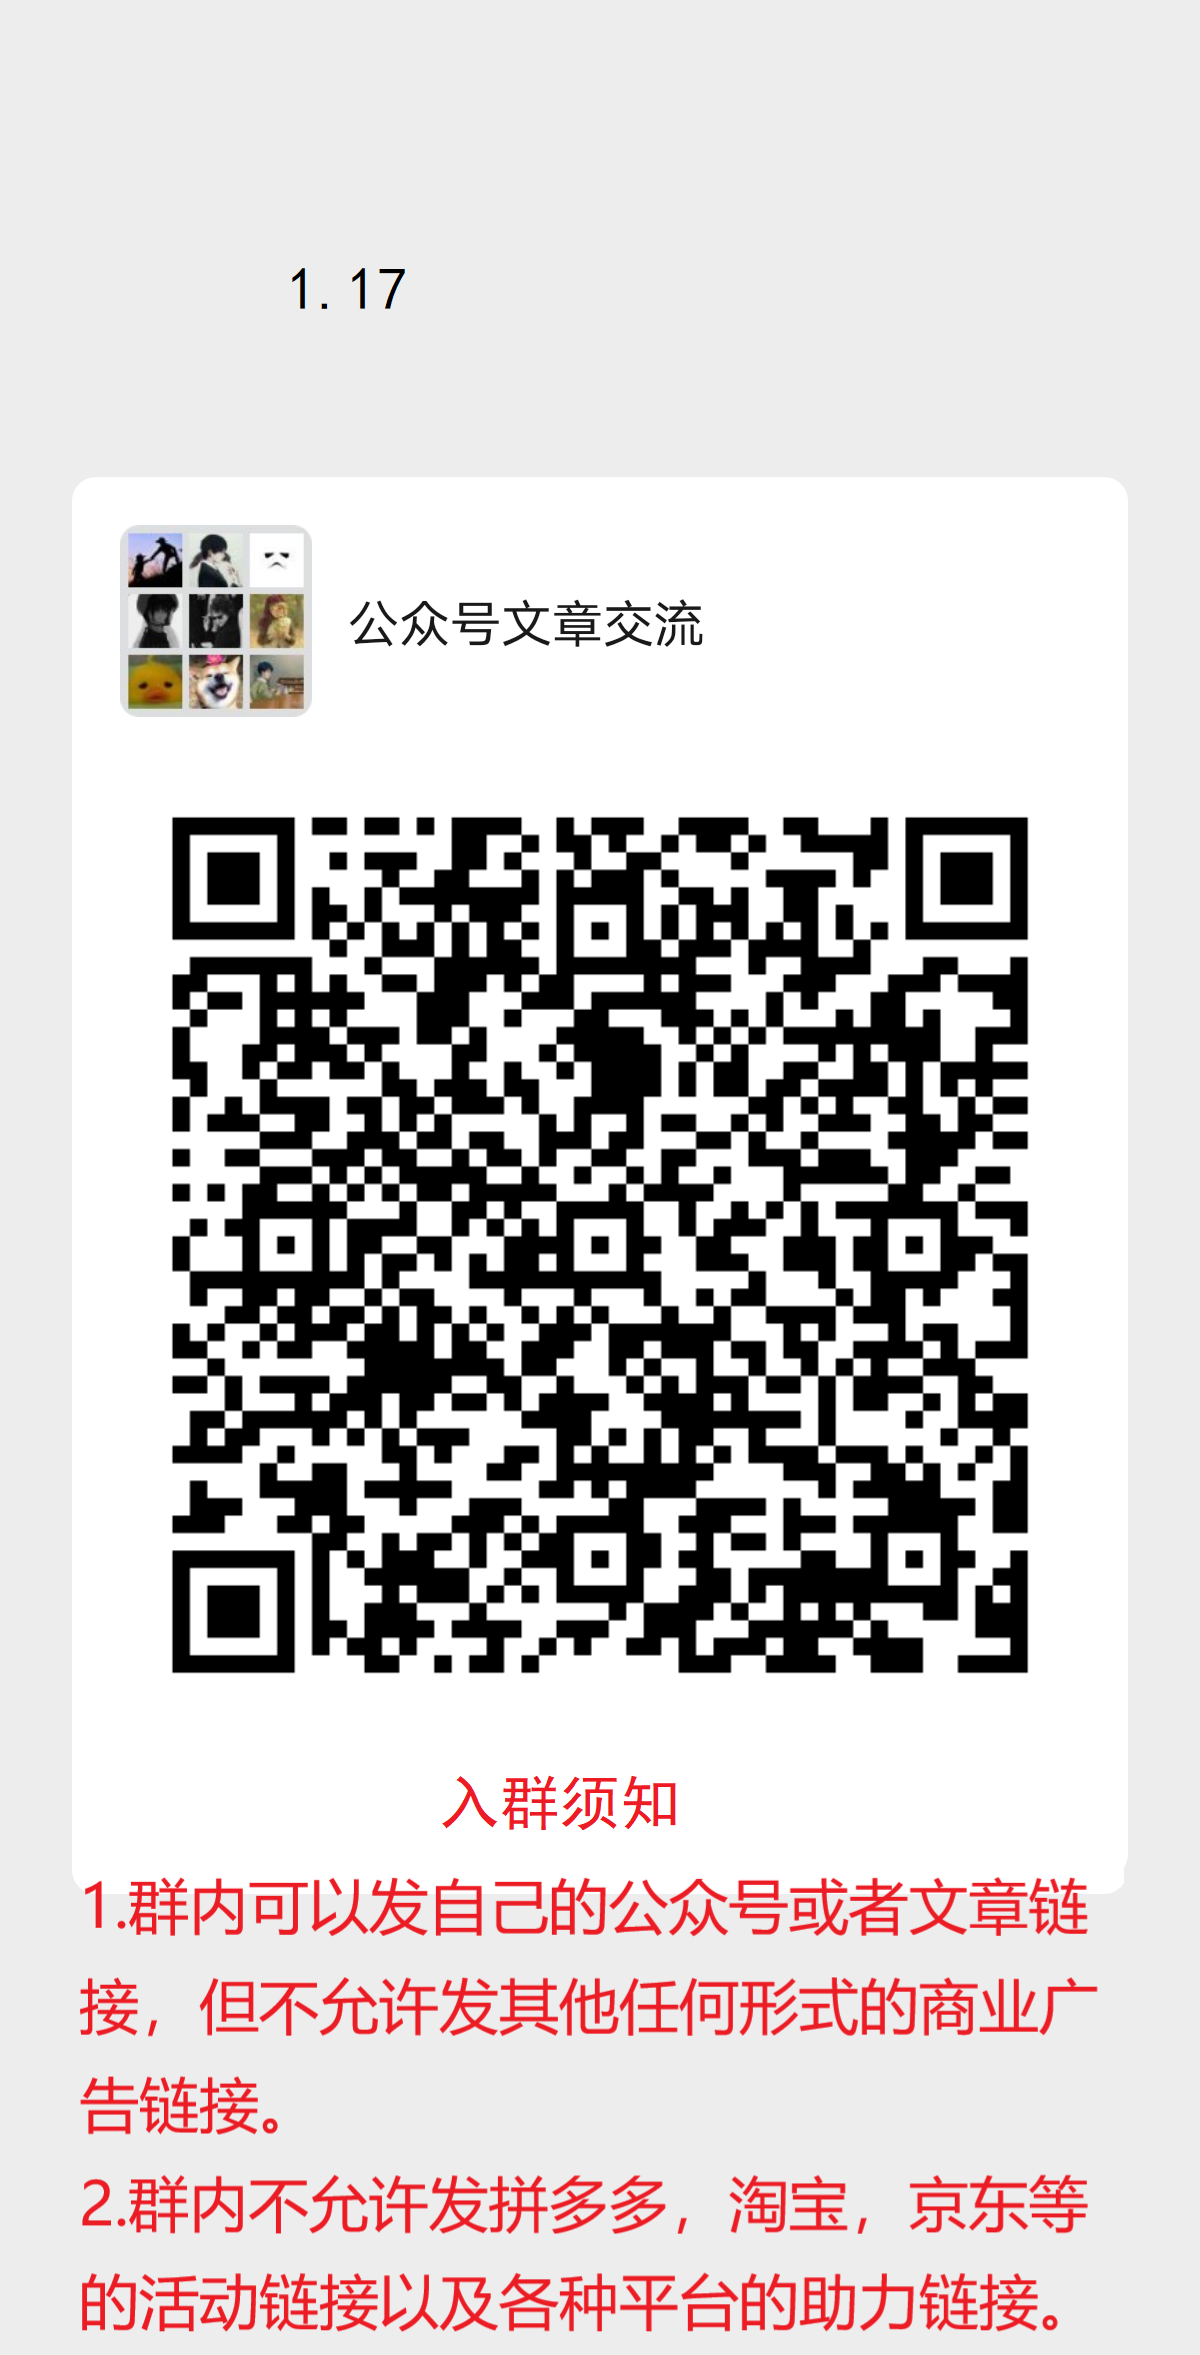 1.17
公众号文章交流
入群须知
1.群内可以发自己的公众号或者文章链
接，但不允许发其他任何形式的商业广
告链接。
2.群内不允许发拼多多，淘宝，京东等
的活动链接以及各种平台的助力链接。